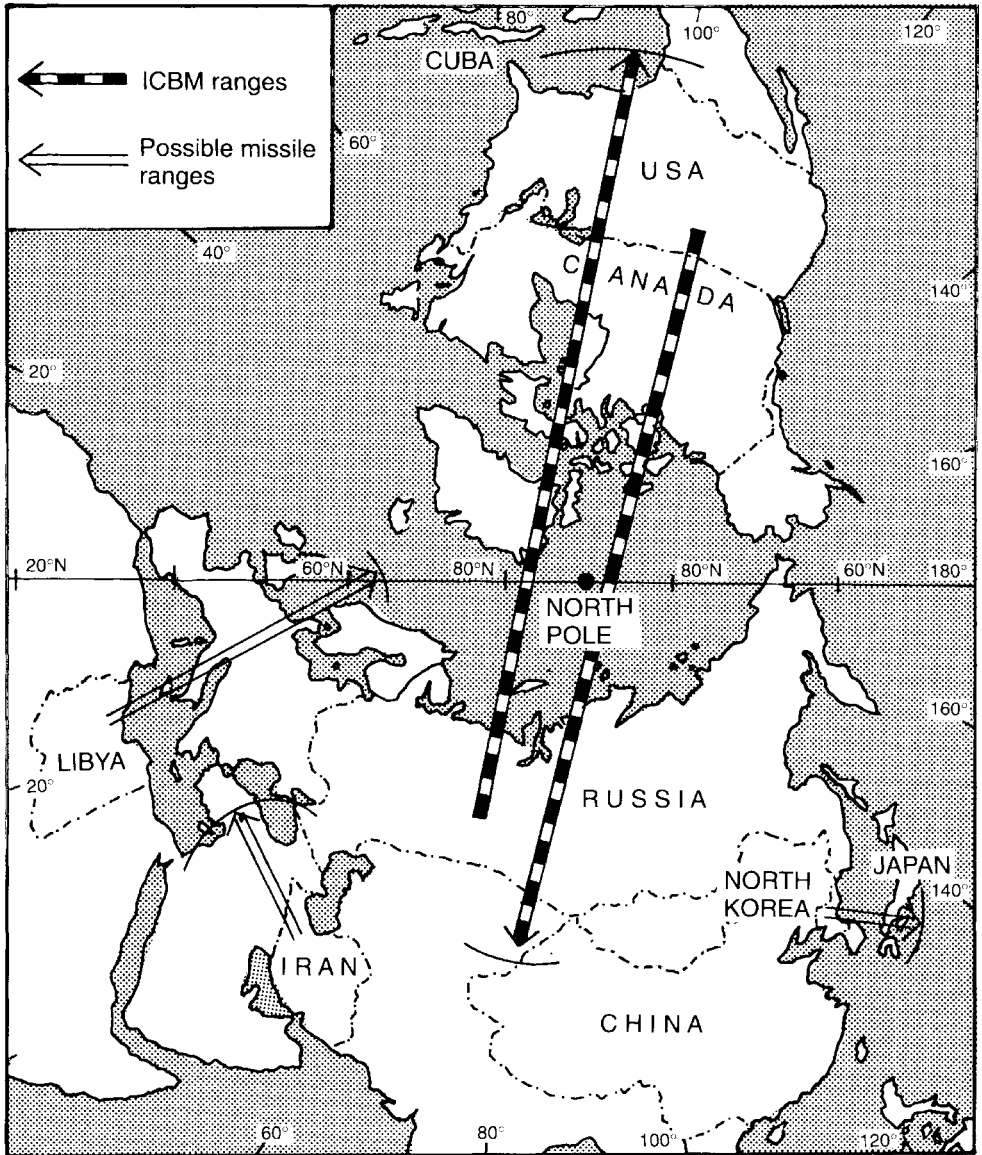 80°
100°
120°
CUBA
ICBM ranges
Possible missile
ranges
60°
USA
40°
CANADA
140°
20°
160°
20°N
60°N
80°N
80°N
60°N
180°
NORTH
POLE
160°
LIBYA
20°
RUSSIA
JAPAN
NORTH
KOREA
140°
IRAN
CHINA
60°
80°
100°
120°